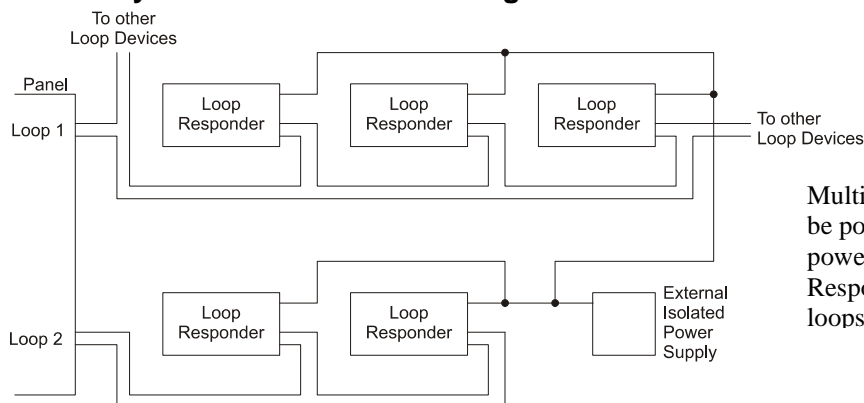 To other
Loop Devices
Panel
Loop 1
Loop
Responder
Loop
Responder
Loop
Responder
To other
Loop Devices
Multi
be po
powe
Respo
loops
Loop
Responder
Loop
Responder
External
Isolated
Power
Supply
Loop 2